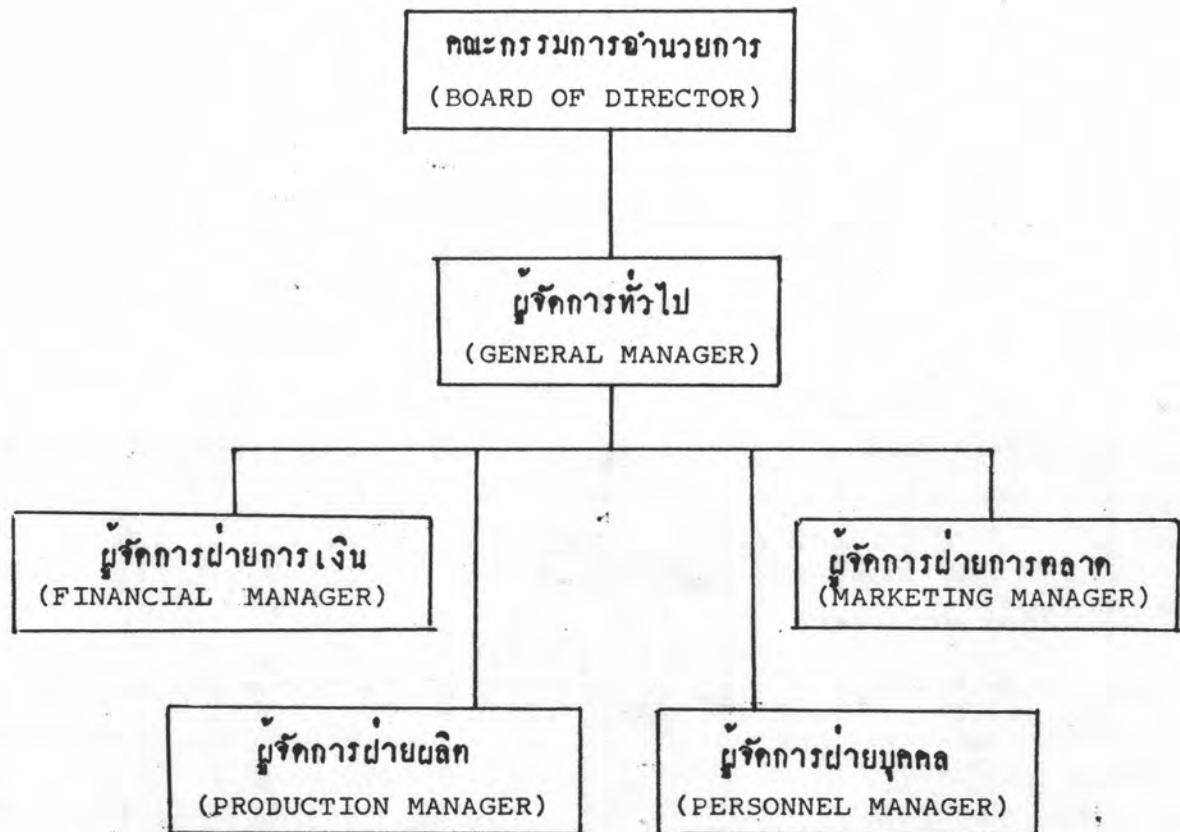 คณะกรรมการอำนวยการ
(BOARD OF DIRECTOR)
ผู้จัดการทั่วไป
(GENERAL MANAGER)
ผู้จัดการฝ่ายการเงิน
(FINANCIAL MANAGER)
ผู้จัดการฝ่ายการตลาด
(MARKETING MANAGER)
ผู้จัดการฝ่ายผลิต
(PRODUCTION MANAGER)
ผู้จัดการฝ่ายบุคคล
(PERSONNEL MANAGER)